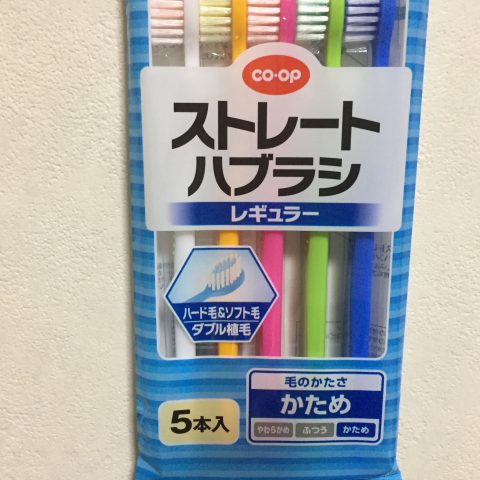 CO・OP
ストレート
ハブラシ
レギュラー
ハード毛&ソフト毛
ダブル植毛
毛のかたさ
かため
やわらかめ ふつう かため
5本入